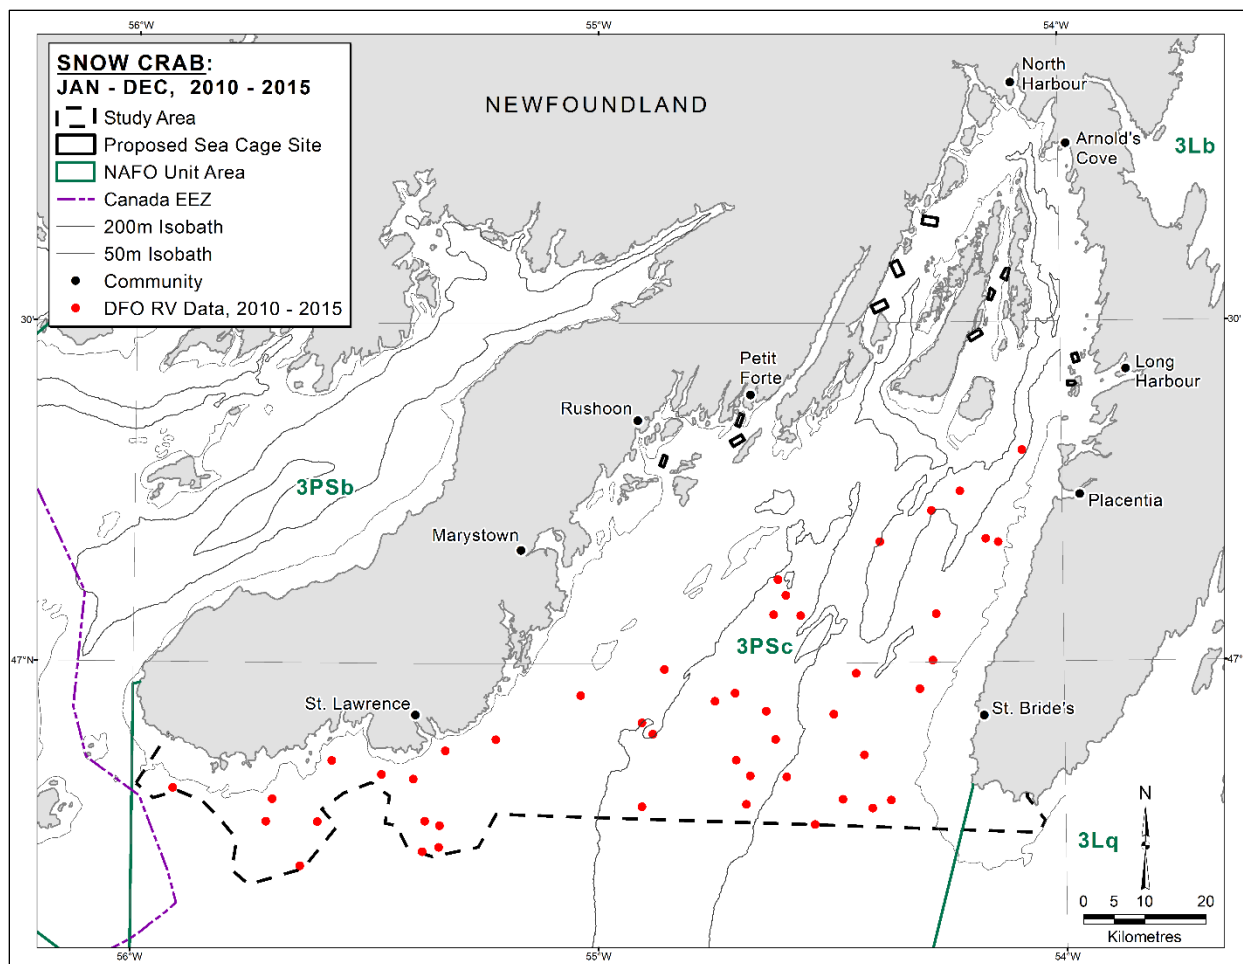 56°W
55°W
54°W
SNOW CRAB:
JAN - DEC, 2010 - 2015
Study Area
Proposed Sea Cage Site
NAFO Unit Area
Canada EEZ
200m Isobath
50m Isobath
Community
DFO RV Data, 2010 - 2015
NEWFOUNDLAND
North
Harbour
Arnold's
Cove
3Lb
30'
30'
Petit
Forte
Long
Harbour
Rushoon
3PSb
Placentia
Marystown
3PSc
47°N
47°N
St. Lawrence
St. Bride's
N
3Lq
0 5 10 20
Kilometres
56°W
55°W
54°W